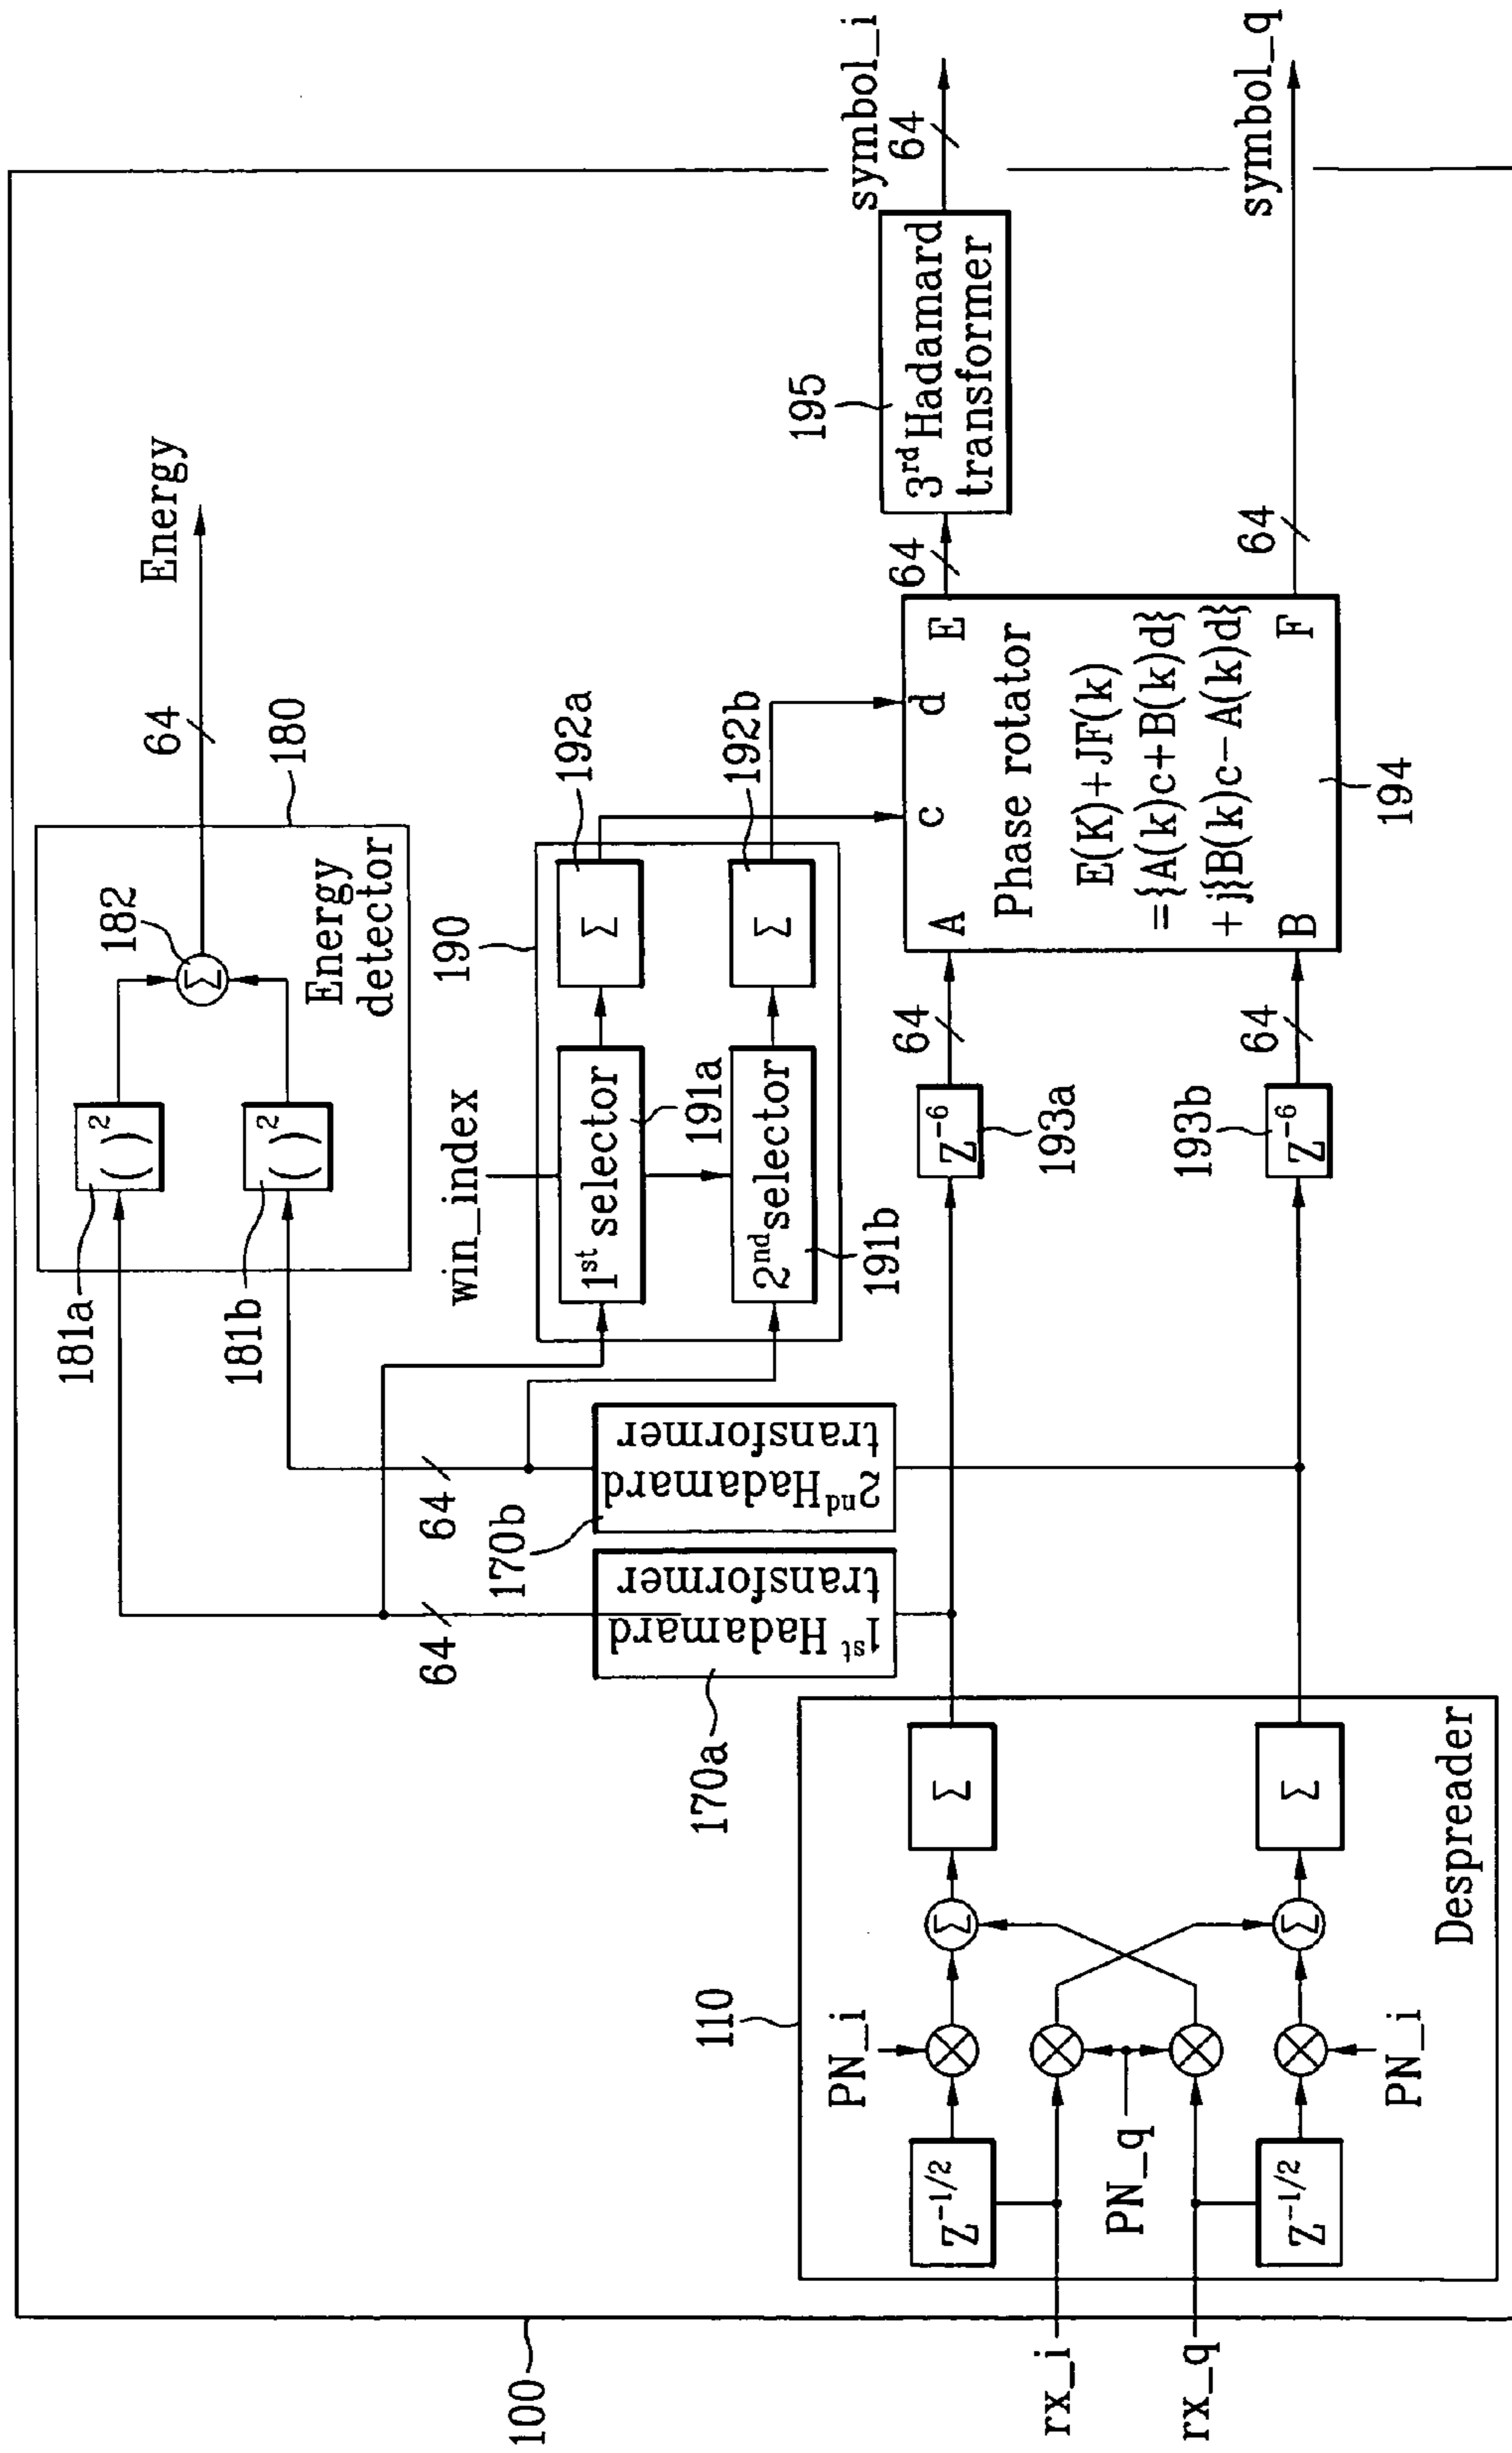 100
rx_i
rx_q
110
Z^-1/2
Z^-1/2
PN_i
PN_q
PN_i
Σ
Σ
Σ
Σ
Despreader
170a
1st Hadamard
transformer
64
170b
2nd Hadamard
transformer
64
181a
( )²
181b
( )²
182
Σ
Energy
detector
180
64
Energy
win_index
190
1st selector
191a
2nd selector
191b
Σ
192a
Σ
192b
Z^-6
193a
64
Z^-6
193b
64
A
c
d
E
Phase rotator
E(K)+JF(k)
={A(k)c+B(k)d}
+j{B(k)c−A(k)d}
B
F
194
64
195
3rd Hadamard
transformer
symbol_i
64
64
symbol_q